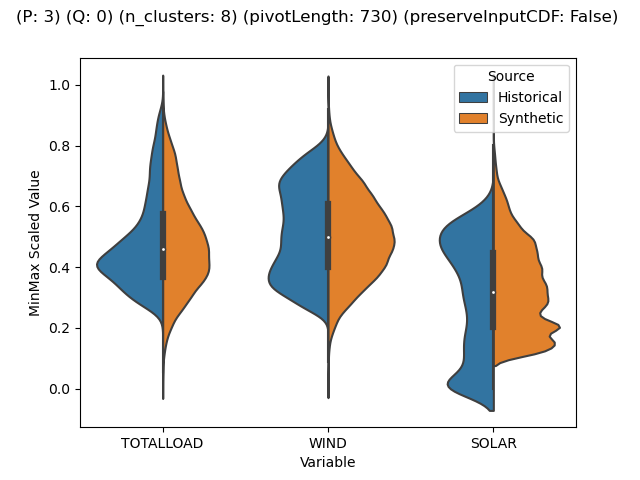 (P: 3) (Q: 0) (n_clusters: 8) (pivotLength: 730) (preserveInputCDF: False)
Source
Historical
Synthetic
MinMax Scaled Value
1.0
0.8
0.6
0.4
0.2
0.0
TOTALLOAD WIND SOLAR
Variable